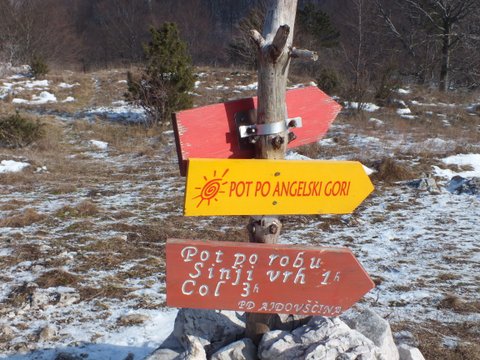 POT PO ANGELSKI GORI
Pot po robu
Sinji vrh 1h
Col 3h
PD AJDOVŠČINA